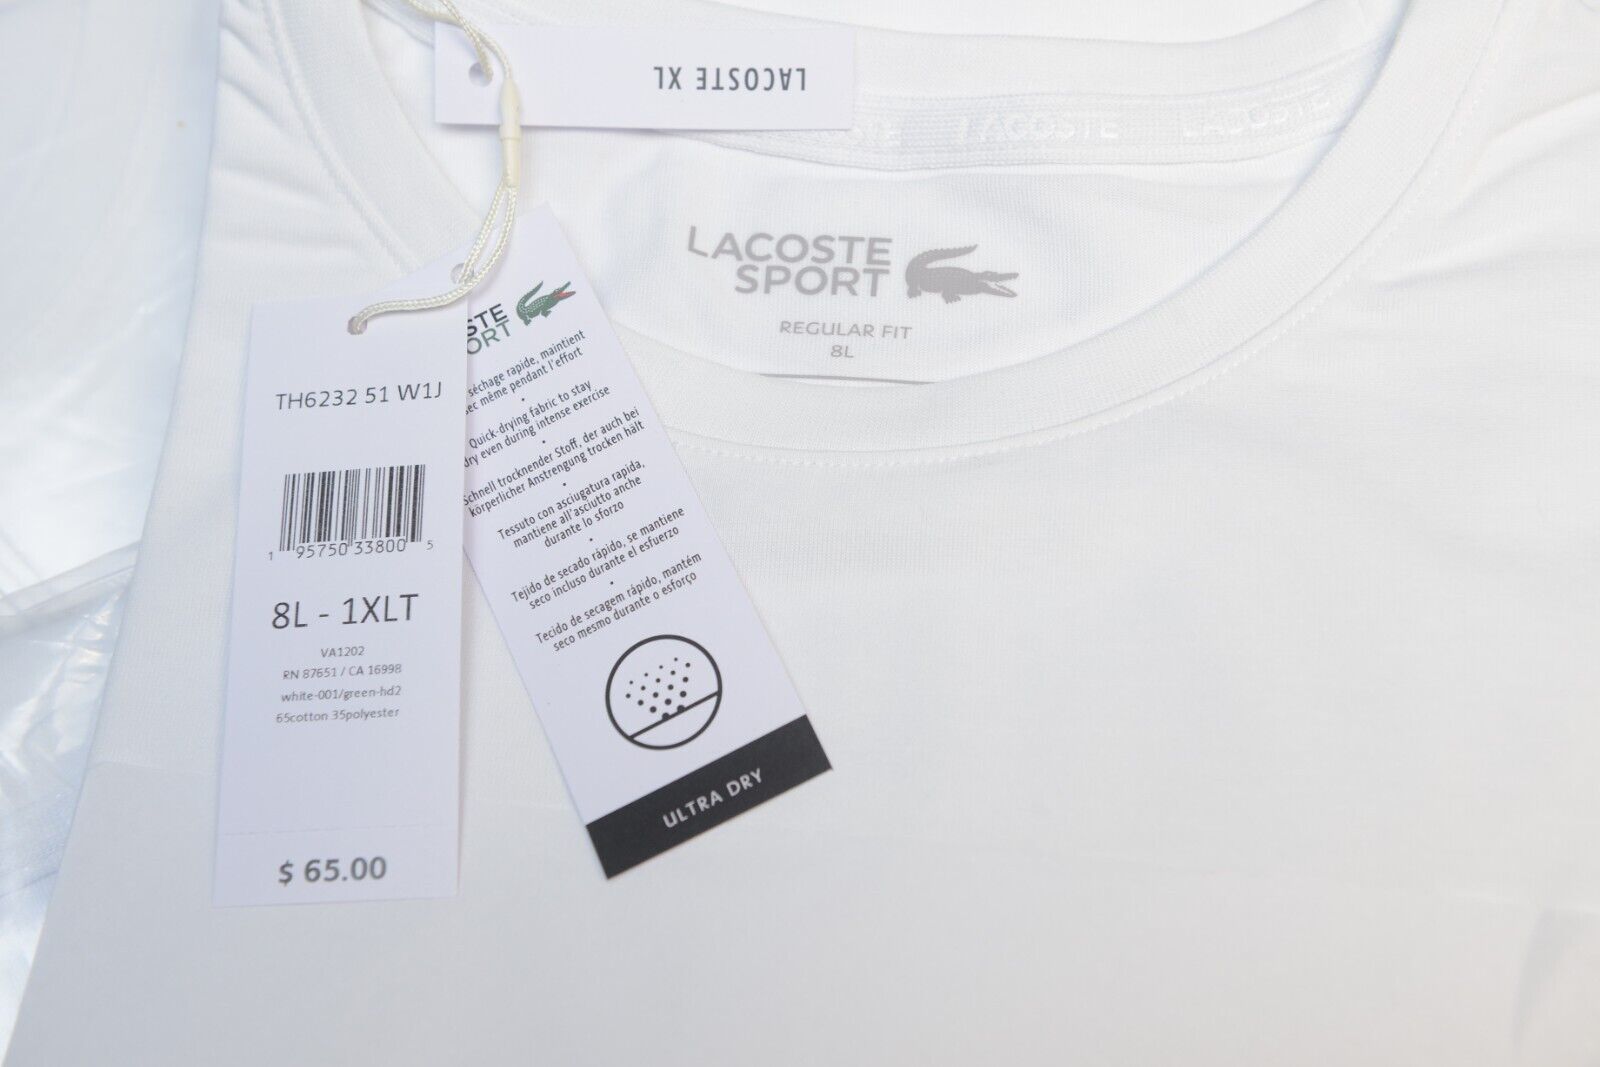 LACOSTE XL
LACOSTE
LACOSTE
SPORT
REGULAR FIT
8L
TH6232 51 W1J
1 95750 33800 5
8L - 1XLT
VA1202
RN 87651 / CA 16998
white-001/green-hd2
65cotton 35polyester
$ 65.00
séchage rapide, maintient
même pendant l'effort
Quick-drying fabric to stay
dry even during intense exercise
Schnell trocknender Stoff, der auch bei
körperlicher Anstrengung trocken hält
Tessuto con asciugatura rapida,
mantiene all'asciutto anche
durante lo sforzo
Tejido de secado rápido, se mantiene
seco incluso durante el esfuerzo
Tecido de secagem rápido, mantém
seco mesmo durante o esforço
ULTRA DRY